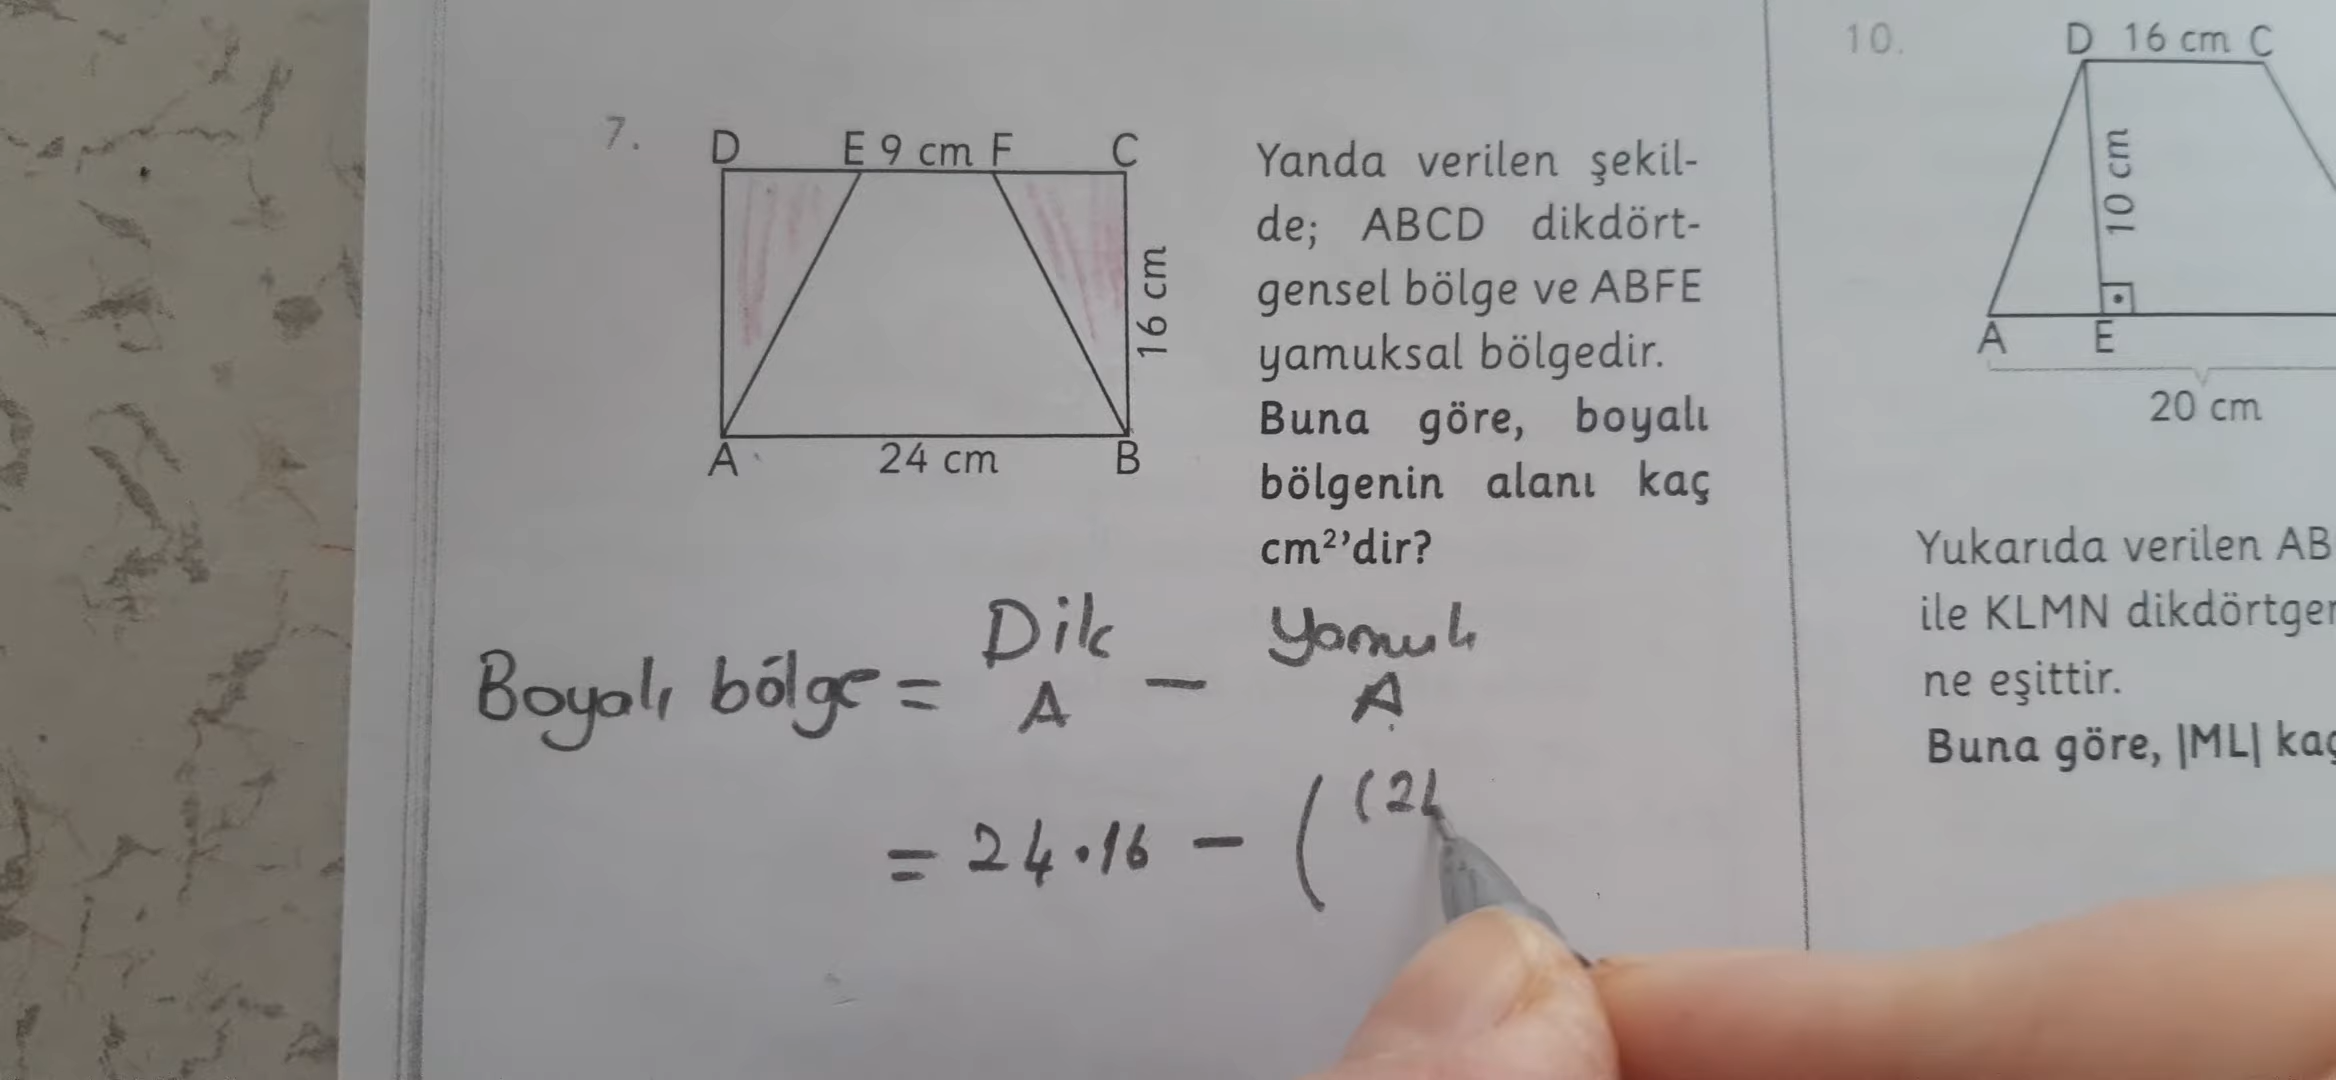 7.
D E 9 cm F C
16 cm
A 24 cm B
Yanda verilen şekil-
de; ABCD dikdört-
gensel bölge ve ABFE
yamuksal bölgedir.
Buna göre, boyalı
bölgenin alanı kaç
cm²'dir?
Dik Yamuk
Boyalı bölge = A - A
= 24.16 - ( (24
10.
D 16 cm C
10 cm
A E
20 cm
Yukarıda verilen AB
ile KLMN
ne eşittir.
Buna göre, |ML|